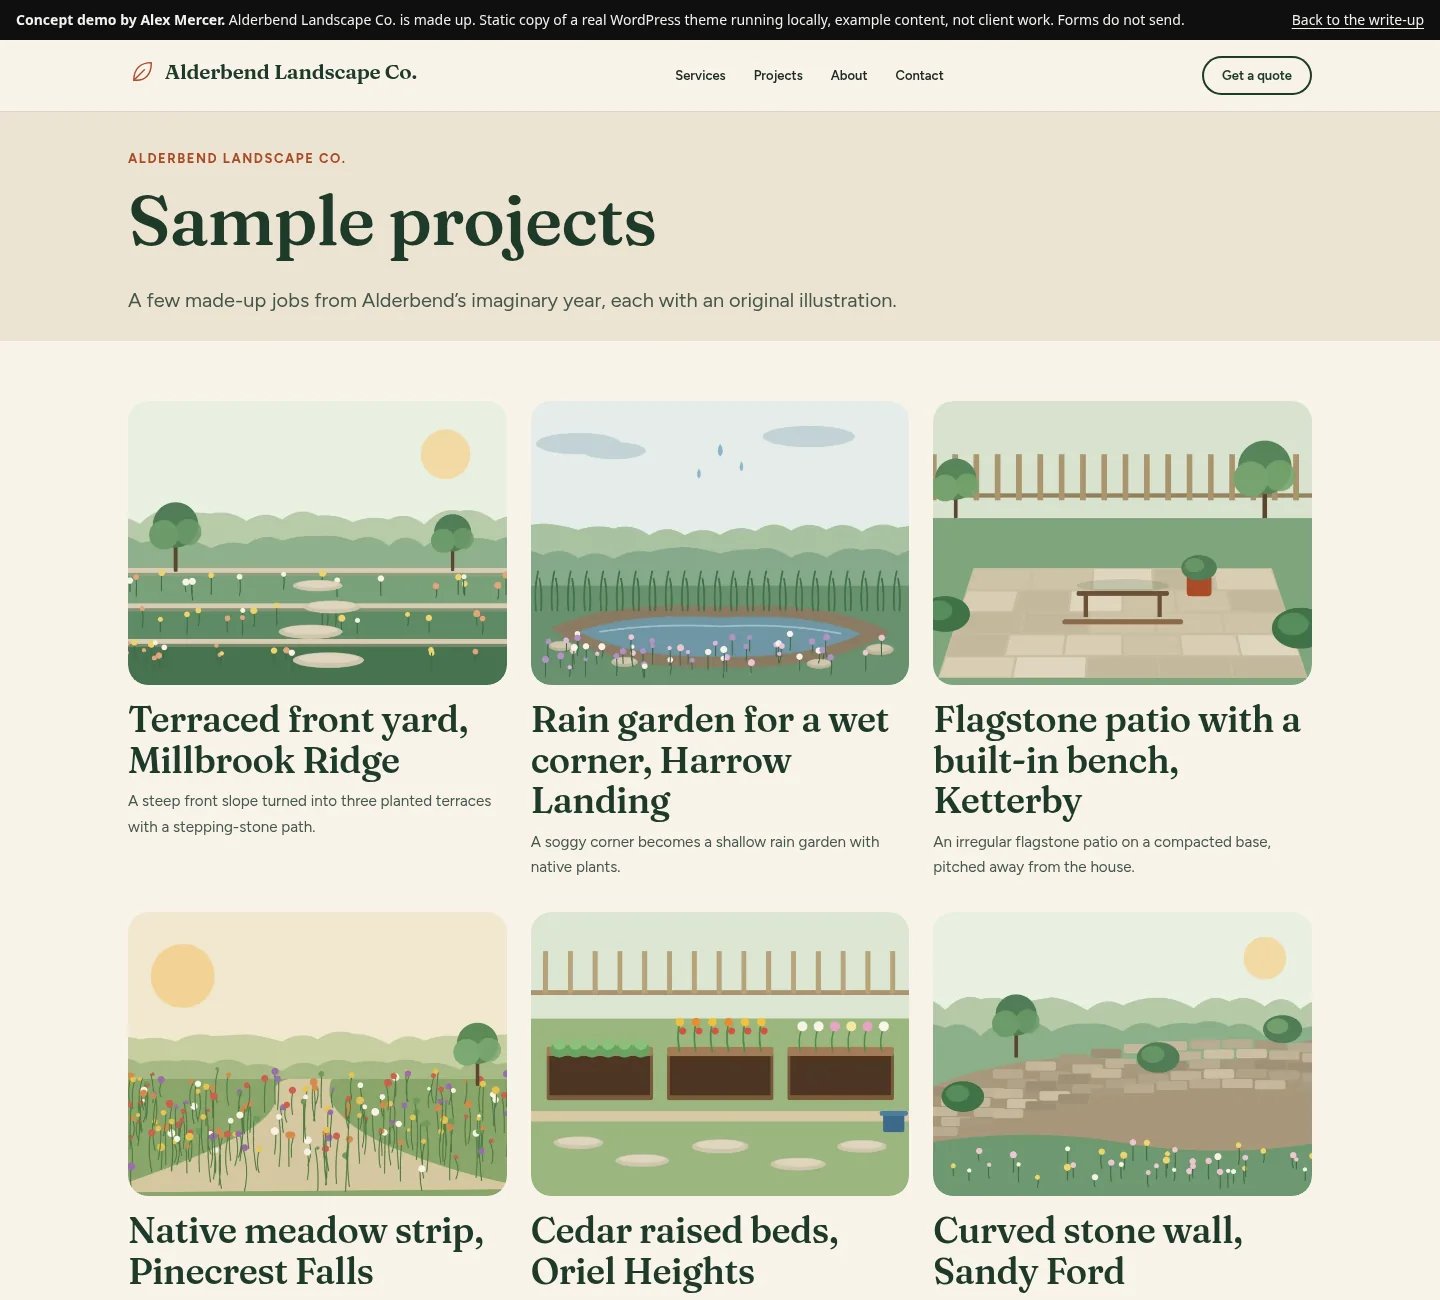 Concept demo by Alex Mercer. Alderbend Landscape Co. is made up. Static copy of a real WordPress theme running locally, example content, not client work. Forms do not send.
Back to the write-up
Alderbend Landscape Co.
Services
Projects
About
Contact
Get a quote
ALDERBEND LANDSCAPE CO.
Sample projects
A few made-up jobs from Alderbend’s imaginary year, each with an original illustration.
Terraced front yard,
Millbrook Ridge
A steep front slope turned into three planted terraces
with a stepping-stone path.
Rain garden for a wet
corner, Harrow
Landing
A soggy corner becomes a shallow rain garden with
native plants.
Flagstone patio with a
built-in bench,
Ketterby
An irregular flagstone patio on a compacted base,
pitched away from the house.
Native meadow strip,
Pinecrest Falls
Cedar raised beds,
Oriel Heights
Curved stone wall,
Sandy Ford